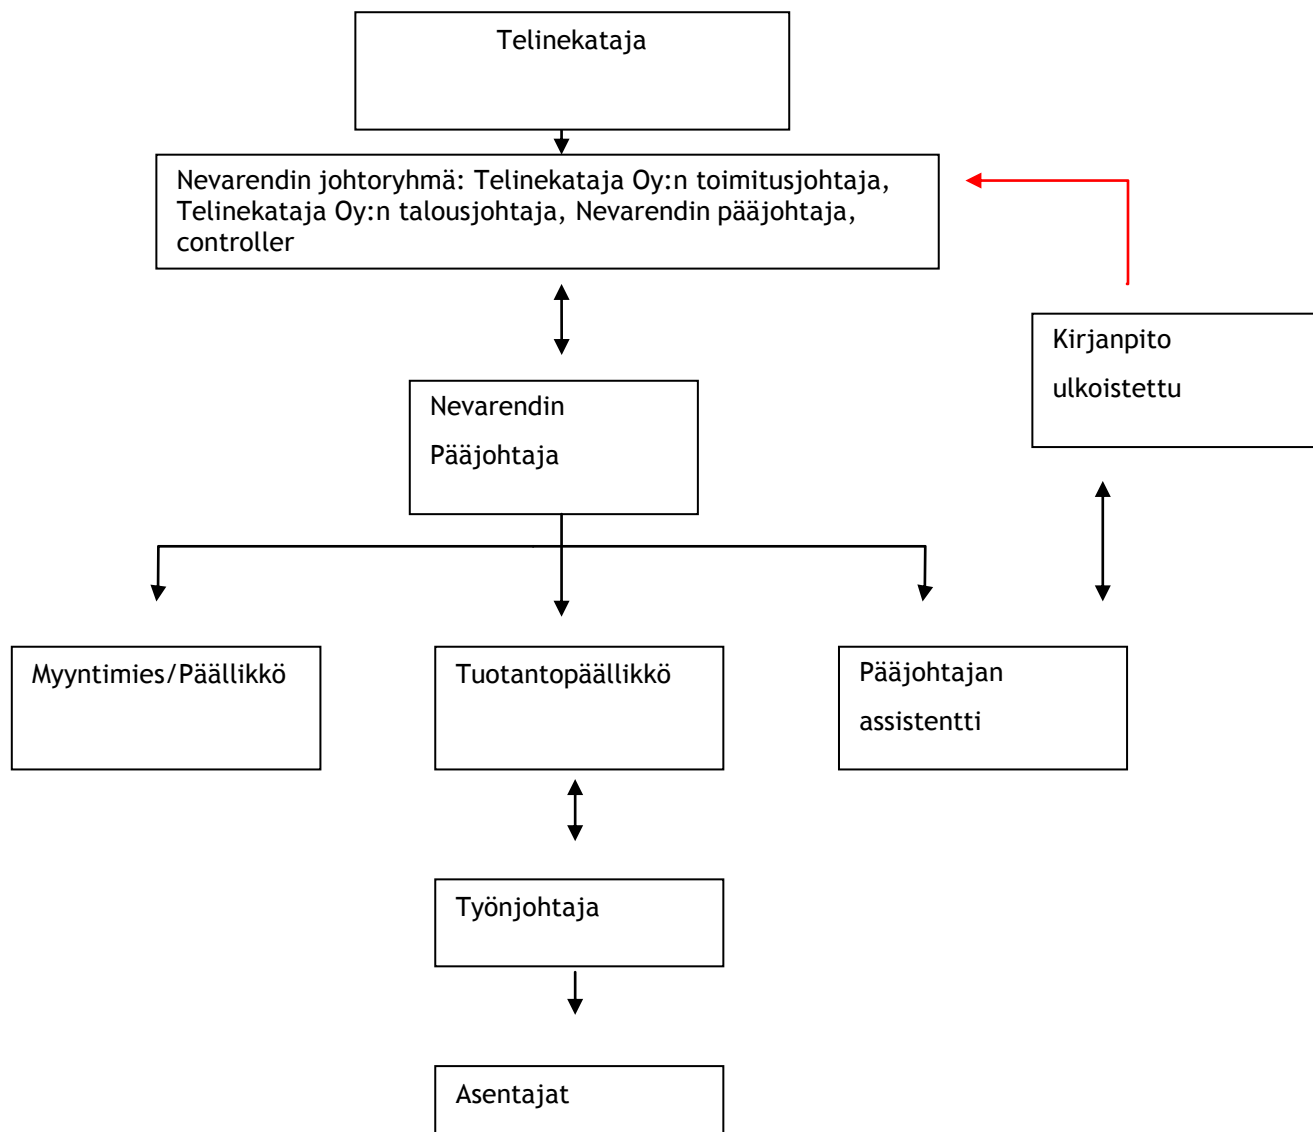 Telinekataja
Nevarendin johtoryhmä: Telinekataja Oy:n toimitusjohtaja,
Telinekataja Oy:n talousjohtaja, Nevarendin pääjohtaja,
controller
Kirjanpito
ulkoistettu
Nevarendin
Pääjohtaja
Myyntimies/Päällikkö
Tuotantopäällikkö
Pääjohtajan
assistentti
Työnjohtaja
Asentajat